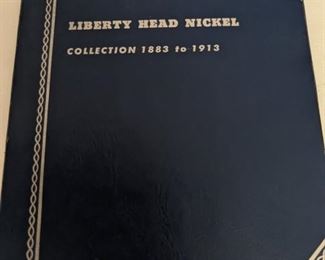 LIBERTY HEAD NICKEL
COLLECTION 1883 to 1913